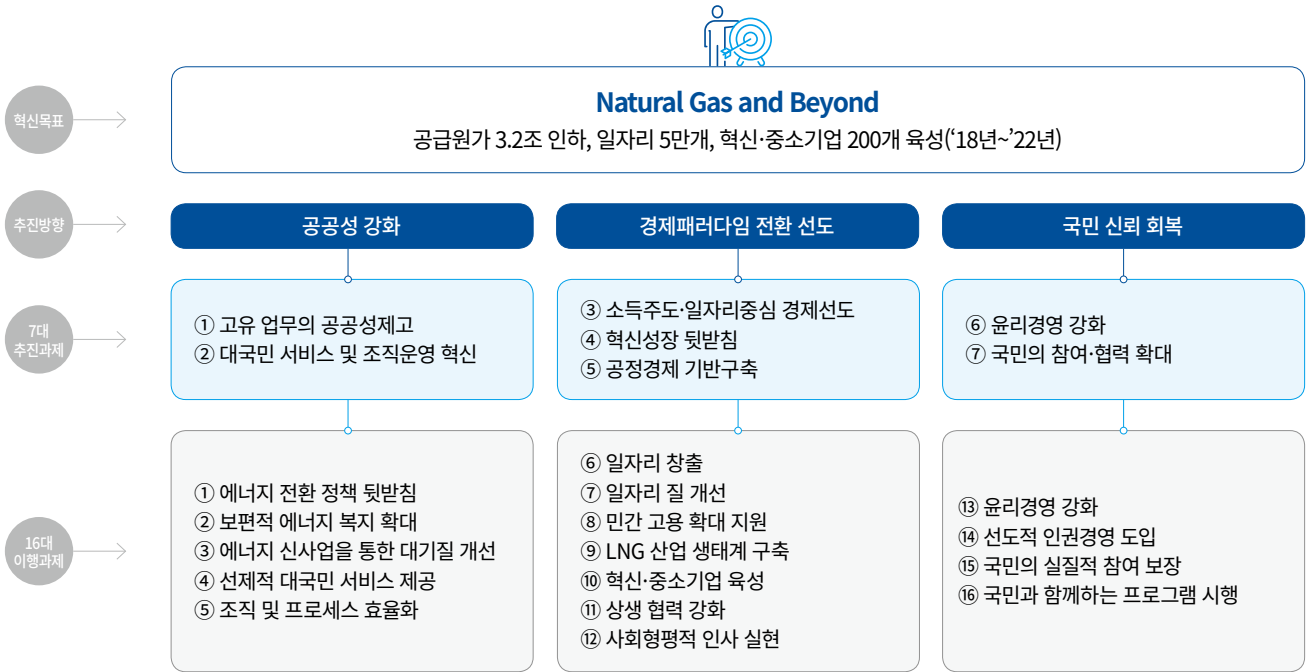 혁신목표
Natural Gas and Beyond
공급원가 3.2조 인하, 일자리 5만개, 혁신·중소기업 200개 육성(‘18년~’22년)
추진방향
공공성 강화
경제패러다임 전환 선도
국민 신뢰 회복
7대
추진과제
① 고유 업무의 공공성제고
② 대국민 서비스 및 조직운영 혁신
③ 소득주도·일자리중심 경제선도
④ 혁신성장 뒷받침
⑤ 공정경제 기반구축
⑥ 윤리경영 강화
⑦ 국민의 참여·협력 확대
16대
이행과제
① 에너지 전환 정책 뒷받침
② 보편적 에너지 복지 확대
③ 에너지 신사업을 통한 대기질 개선
④ 선제적 대국민 서비스 제공
⑤ 조직 및 프로세스 효율화
⑥ 일자리 창출
⑦ 일자리 질 개선
⑧ 민간 고용 확대 지원
⑨ LNG 산업 생태계 구축
⑩ 혁신·중소기업 육성
⑪ 상생 협력 강화
⑫ 사회형평적 인사 실현
⑬ 윤리경영 강화
⑭ 선도적 인권경영 도입
⑮ 국민의 실질적 참여 보장
⑯ 국민과 함께하는 프로그램 시행